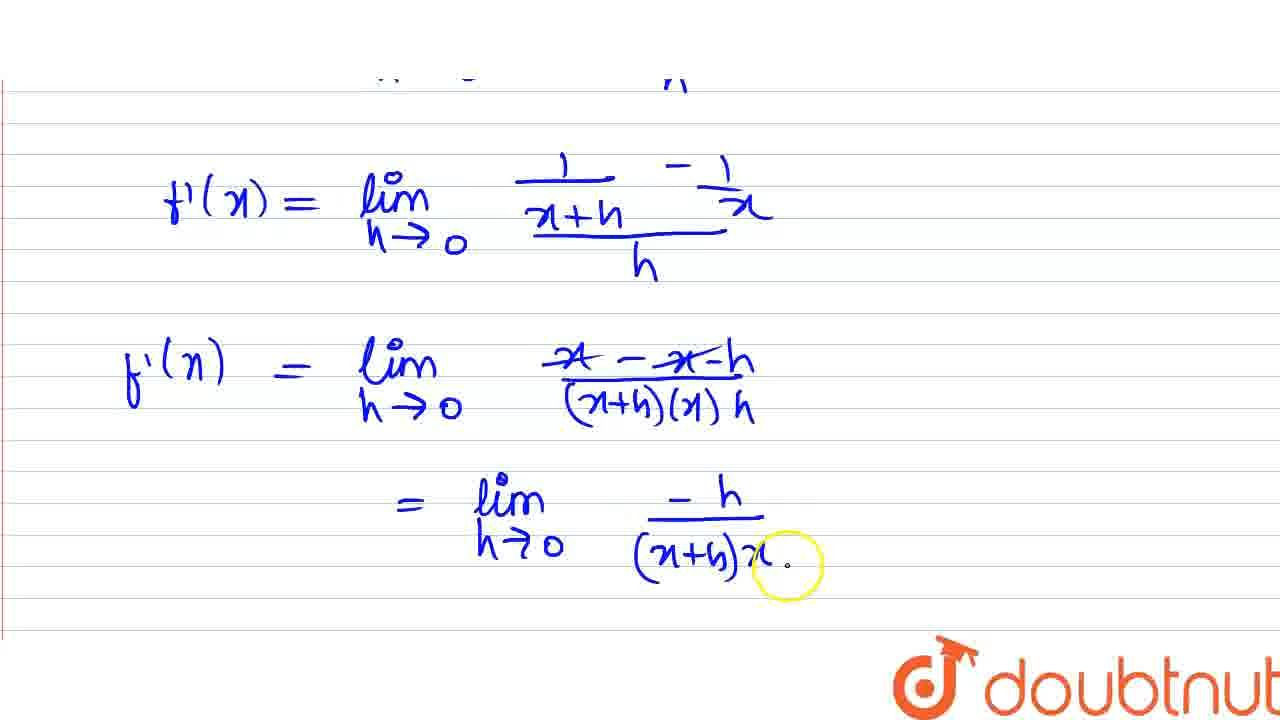 f'(x) = lim h→0 (1/(x+h) - 1/x)/h
f'(x) = lim h→0 (x - x - h)/((x+h)(x) h)
= lim h→0 - h/((x+h)x .
doubtnut